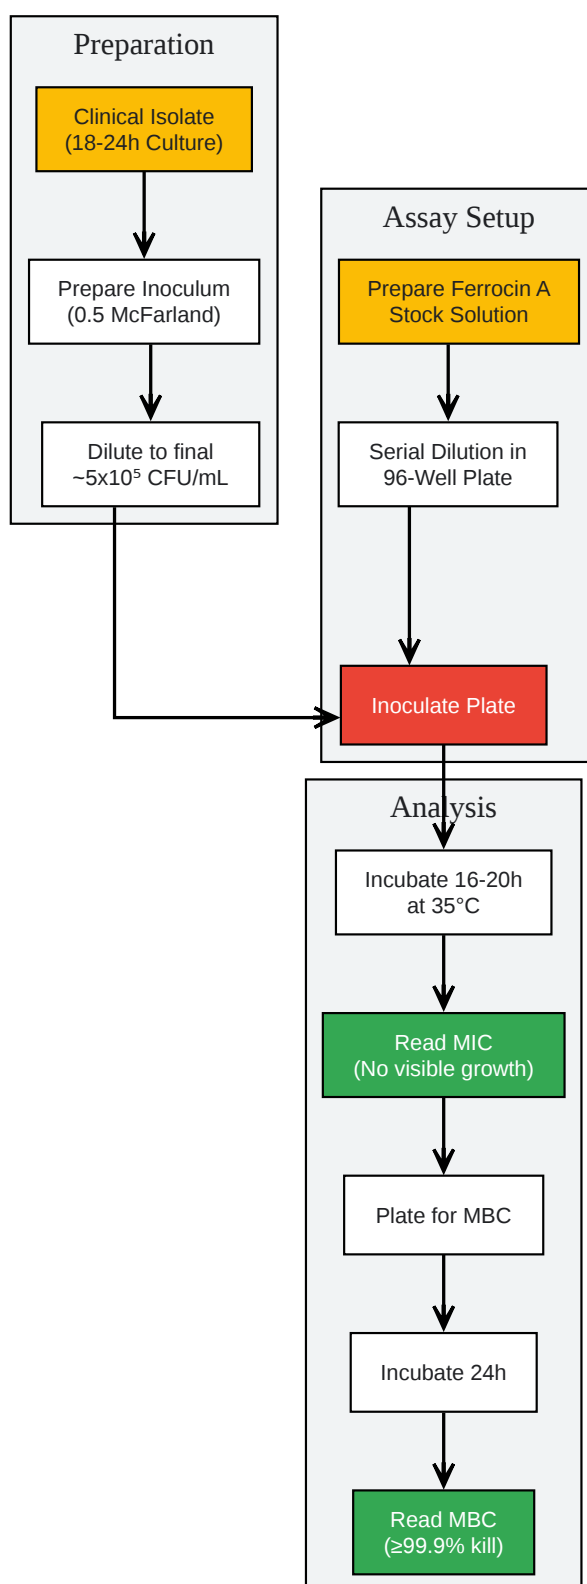 Preparation
Clinical Isolate
(18-24h Culture)
Prepare Inoculum
(0.5 McFarland)
Dilute to final
~5x10⁵ CFU/mL
Assay Setup
Prepare Ferrocin A
Stock Solution
Serial Dilution in
96-Well Plate
Inoculate Plate
Analysis
Incubate 16-20h
at 35°C
Read MIC
(No visible growth)
Plate for MBC
Incubate 24h
Read MBC
(≥99.9% kill)